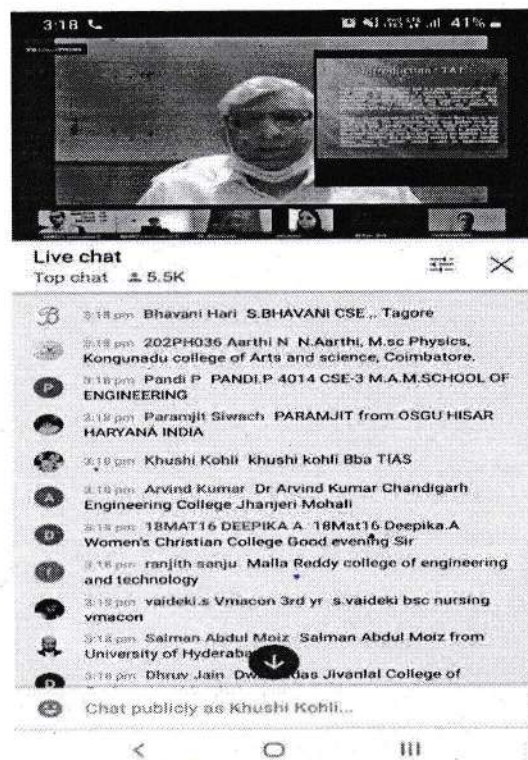 3:18 41%
Introduction: TAT
Live chat
Top chat 5.5K
3:18 pm Bhavani Hari S.BHAVANI CSE ,, Tagore
3:18 pm 202PH036 Aarthi N N.Aarthi, M.sc Physics,
Kongunadu college of Arts and science, Coimbatore.
3:18 pm Pandi P PANDI.P 4014 CSE-3 M.A.M.SCHOOL OF
ENGINEERING
3:18 pm Paramjit Siwach PARAMJIT from OSGU HISAR
HARYANA INDIA
3:18 pm Khushi Kohli khushi kohli Bba TIAS
3:18 pm Arvind Kumar Dr Arvind Kumar Chandigarh
Engineering College Jhanjeri Mohali
3:18 pm 18MAT16 DEEPIKA A 18Mat16 Deepika.A
Women's Christian College Good evening Sir
3:18 pm ranjith sanju Malla Reddy college of engineering
and technology
3:18 pm vaideki.s Vmacon 3rd yr s.vaideki bsc nursing
vmacon
3:18 pm Salman Abdul Moiz Salman Abdul Moiz from
University of Hyderaba
3:18 pm Dhruv Jain Dw das Jivanlal College of
Chat publicly as Khushi Kohli...